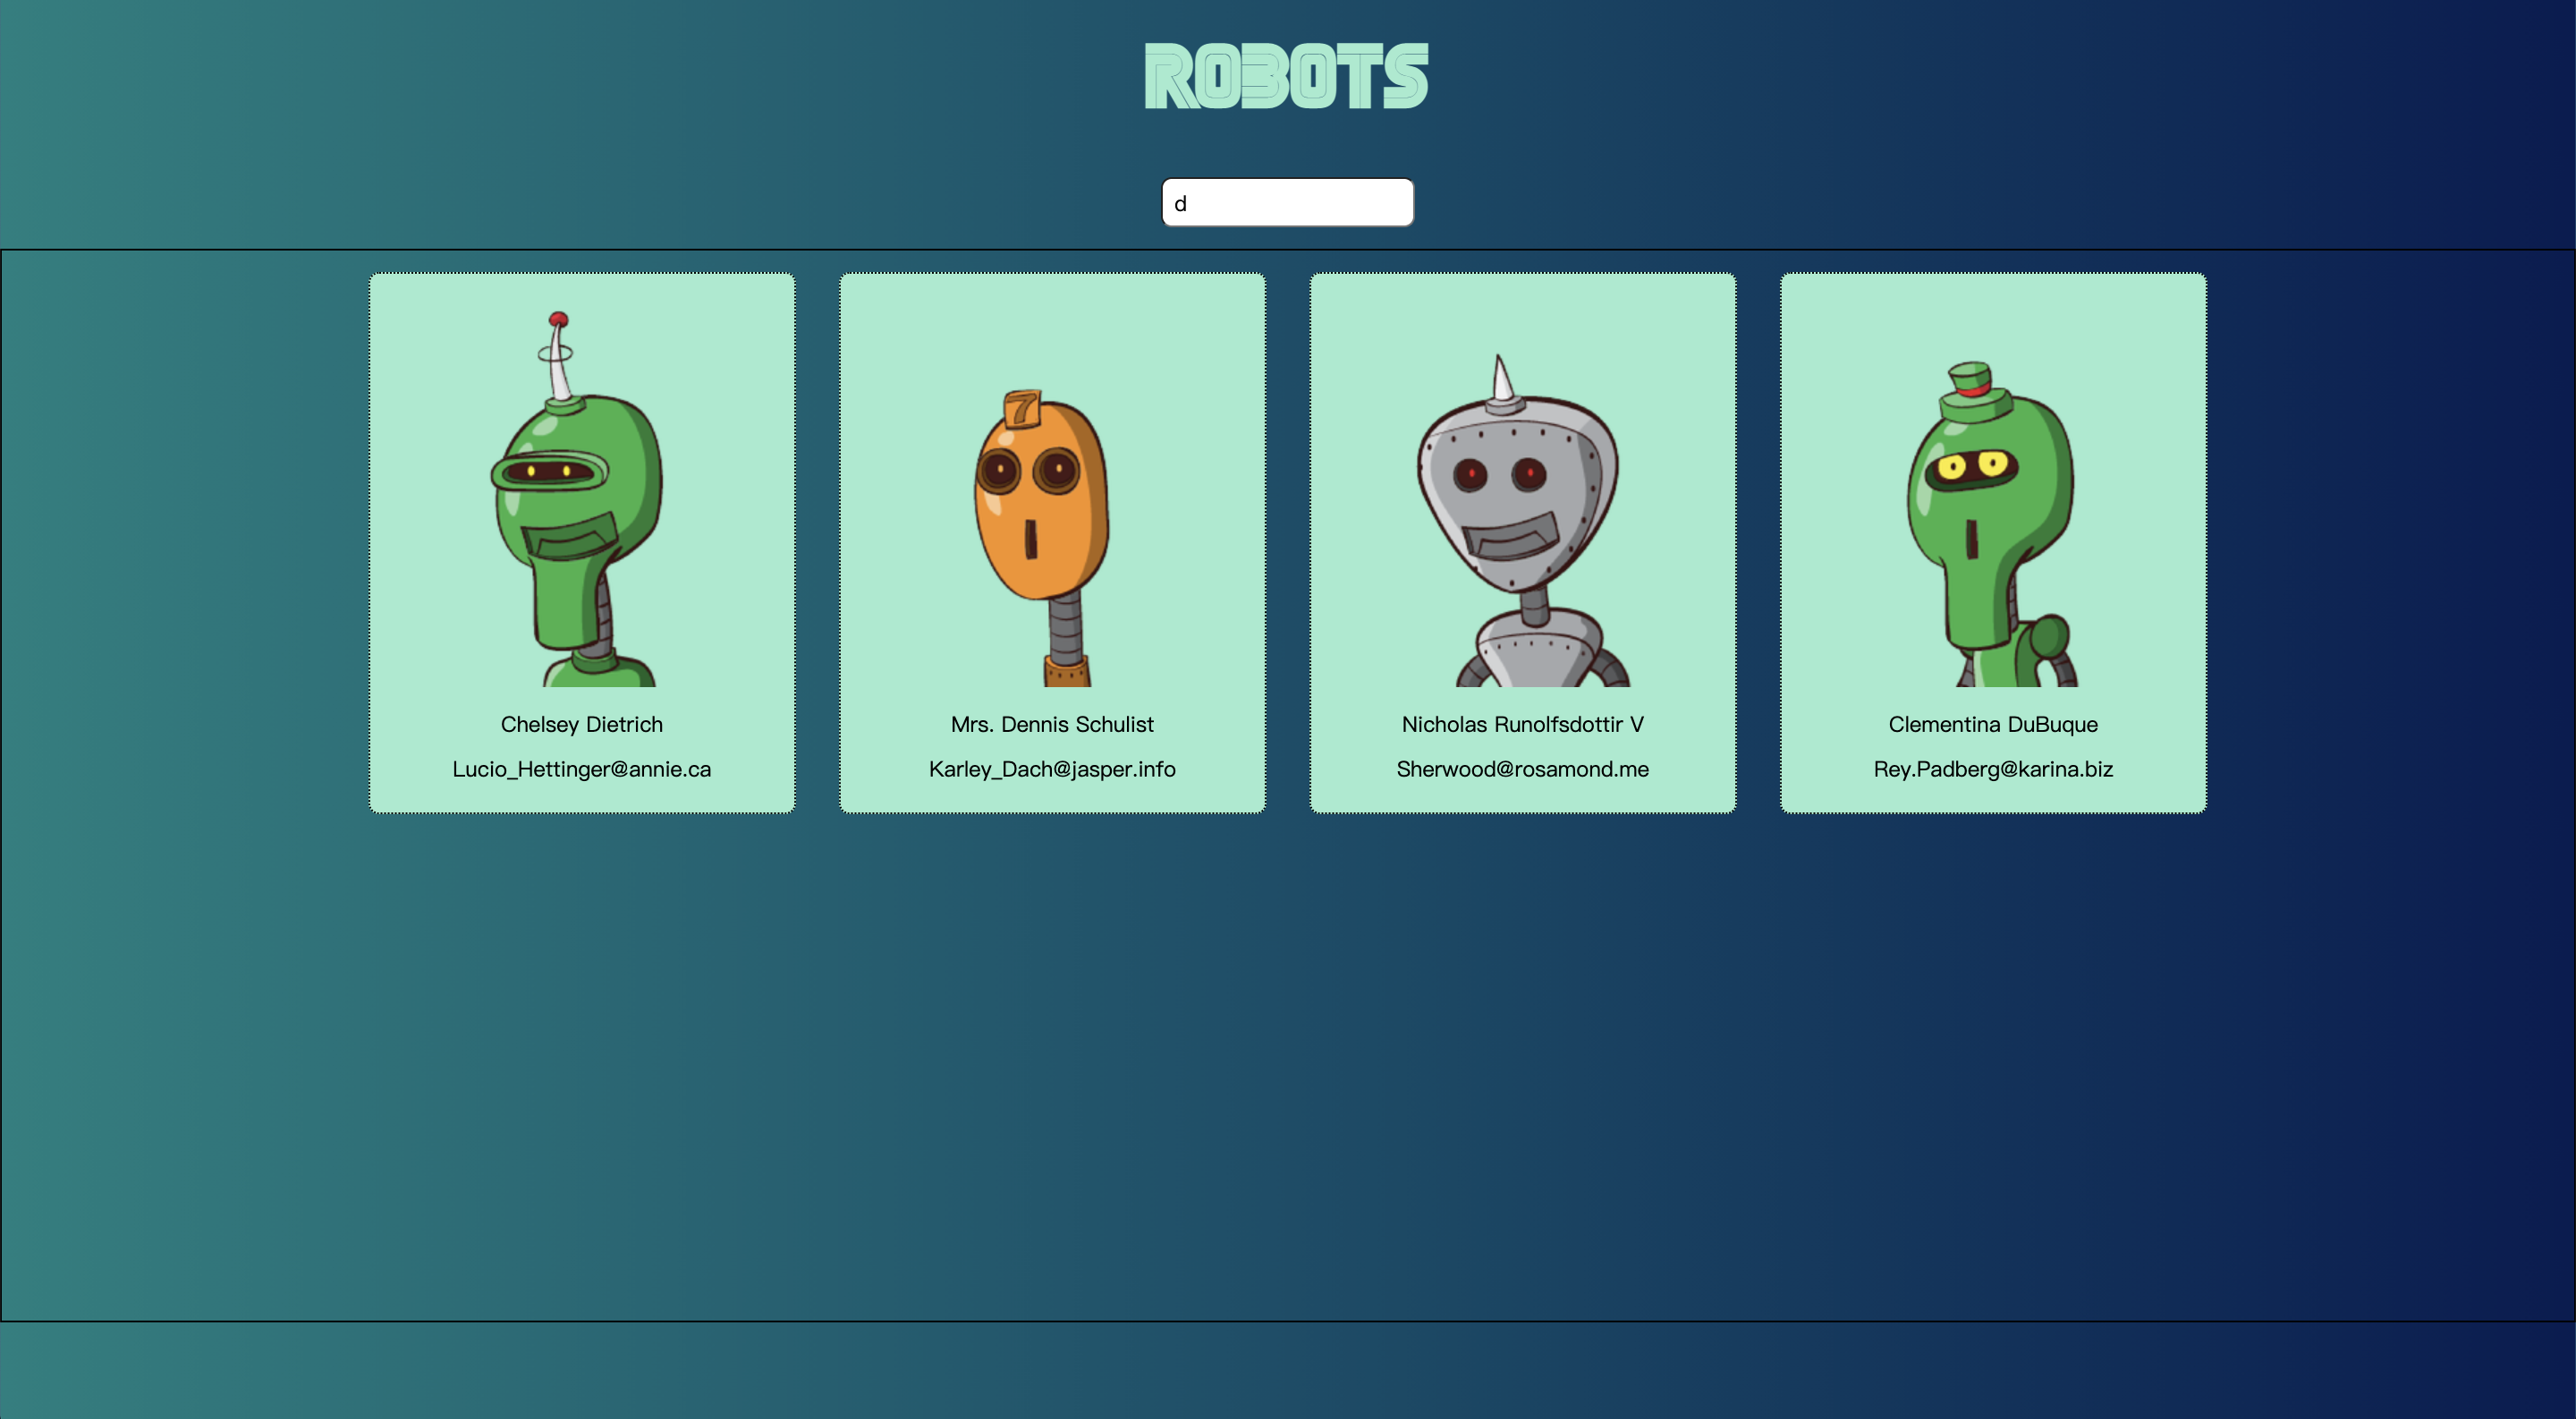 ROBOTS
d
7
Chelsey Dietrich
Lucio_Hettinger@annie.ca
Mrs. Dennis Schulist
Karley_Dach@jasper.info
Nicholas Runolfsdottir V
Sherwood@rosamond.me
Clementina DuBuque
Rey.Padberg@karina.biz